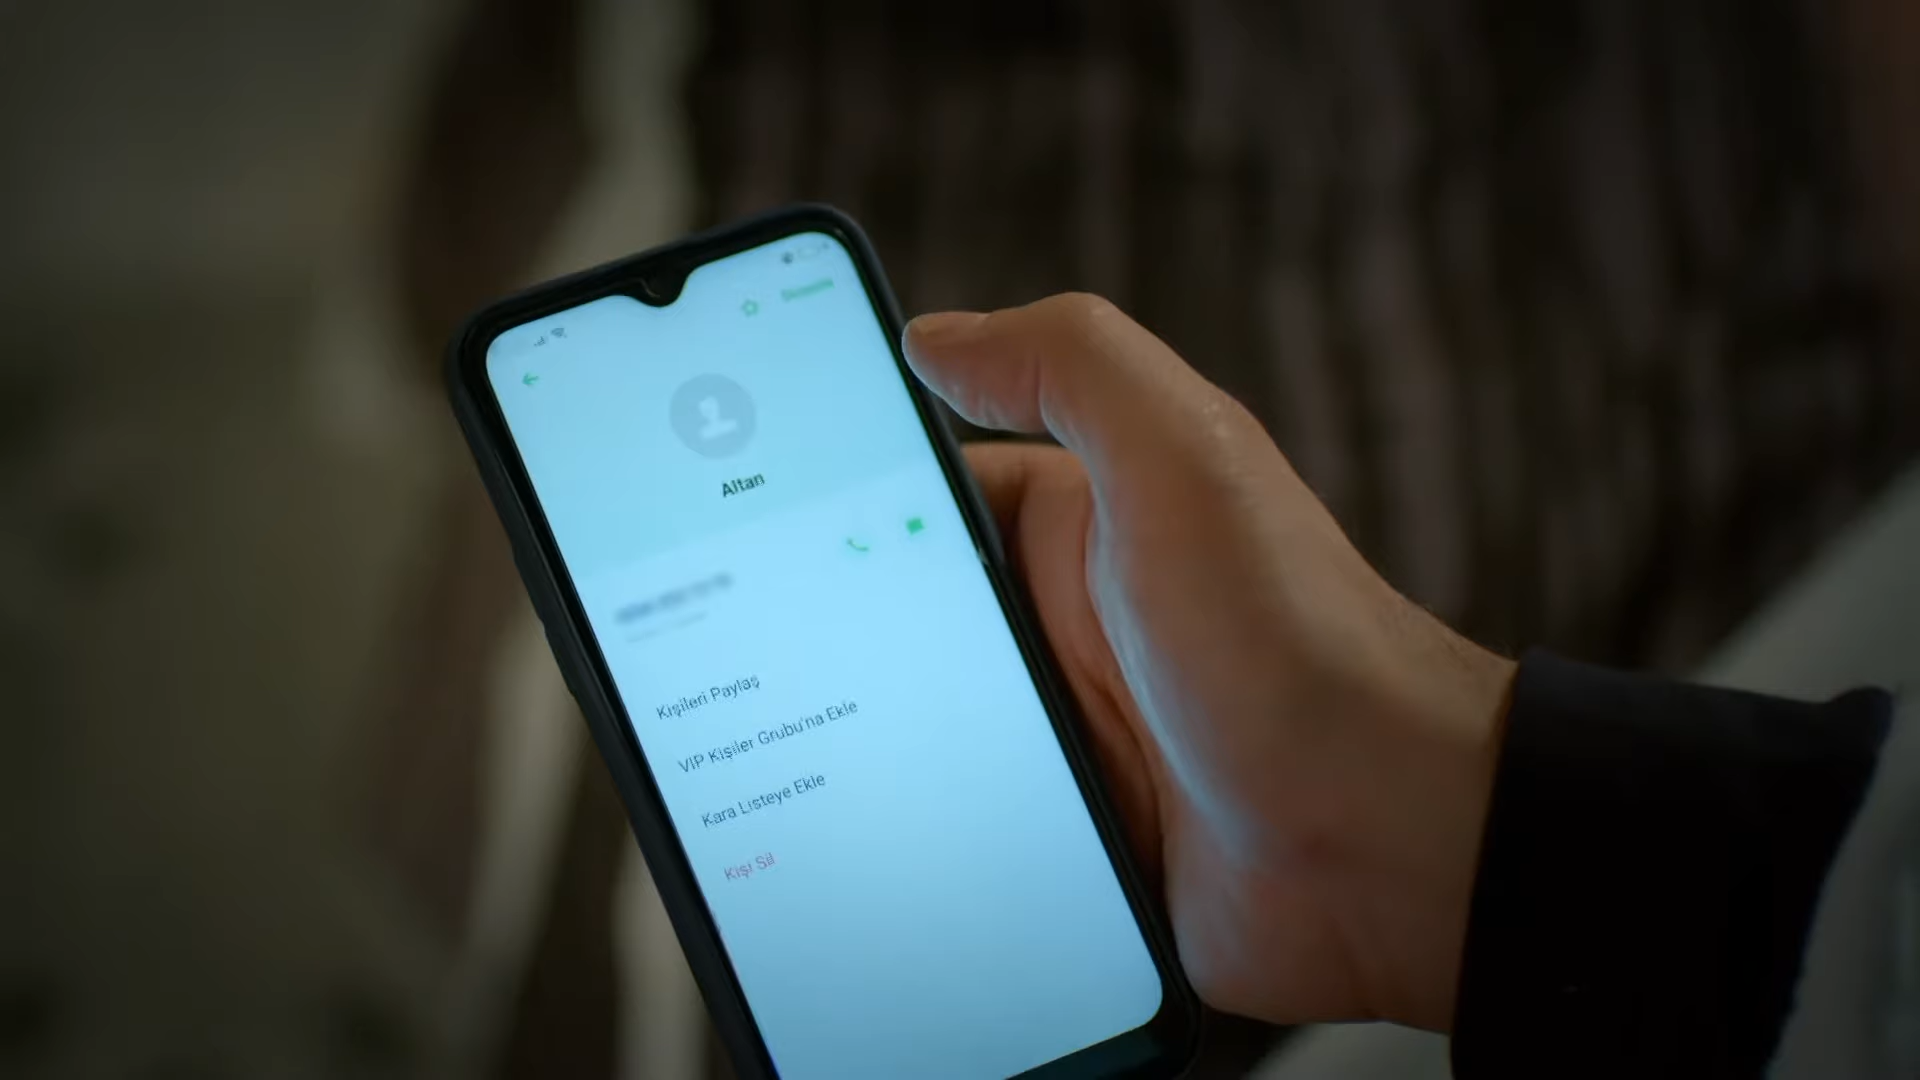 Altan
Kişileri Paylaş
VIP Kişiler Grubu'na Ekle
Kara Listeye Ekle
Kişi Sil